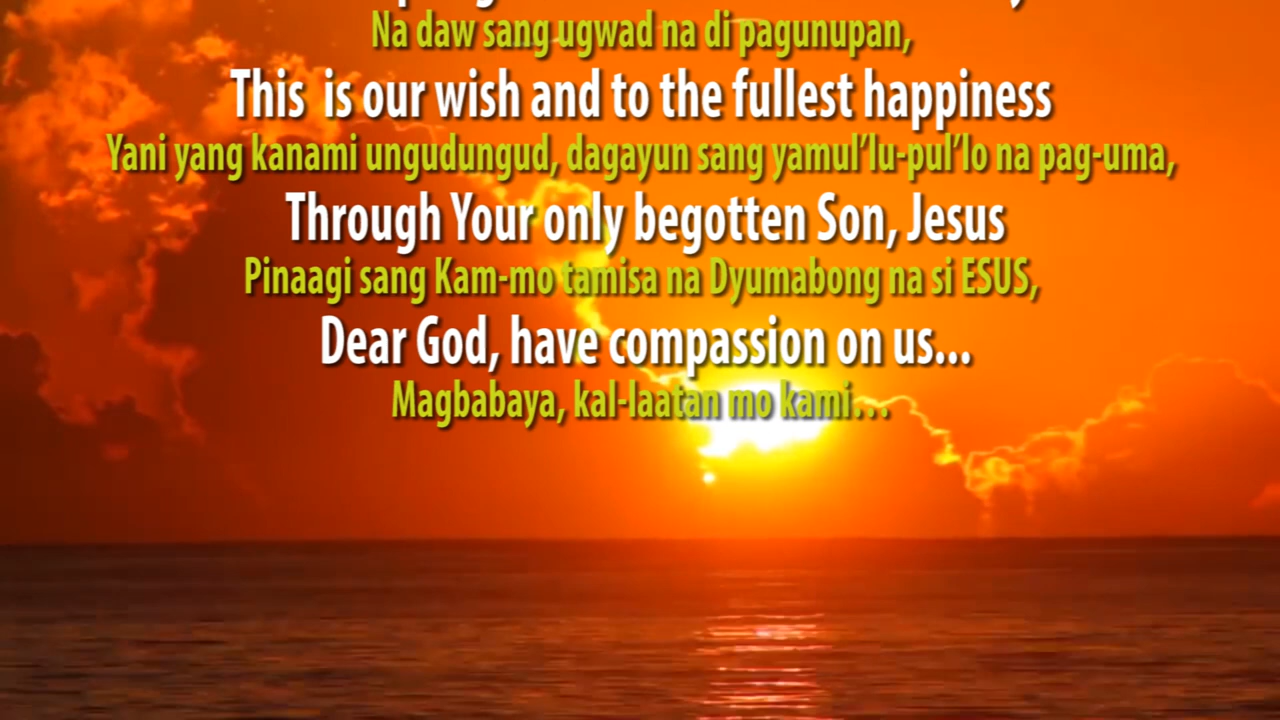 Na daw sang ugwad na di pagunupan,
This is our wish and to the fullest happiness
Yani yang kanami ungudungud, dagayun sang yamul’lu-pul’lo na pag-uma,
Through Your only begotten Son, Jesus
Pinaagi sang Kam-mo tamisa na Dyumabong na si ESUS,
Dear God, have compassion on us...
Magbabaya, kal-laatan mo kami...